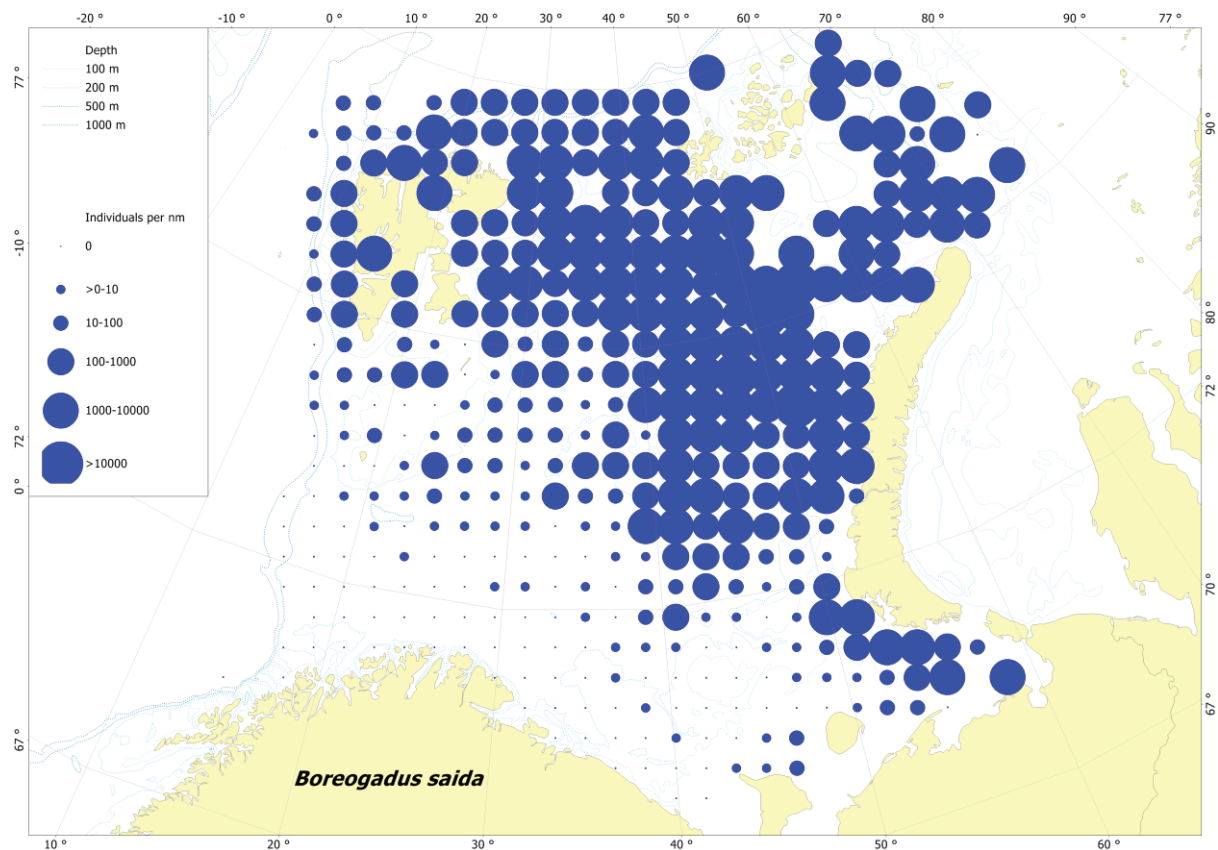 -20 ° -10 ° 0 ° 10 ° 20 ° 30 ° 40 ° 50 ° 60 ° 70 ° 80 ° 90 ° 77 °
Depth
100 m
200 m
500 m
1000 m
77 °
90 °
Individuals per nm
0
-10 °
>0-10
80 °
10-100
100-1000
72 °
1000-10000
72 °
>10000
0 °
70 °
67 °
67 °
Boreogadus saida
10 ° 20 ° 30 ° 40 ° 50 ° 60 °